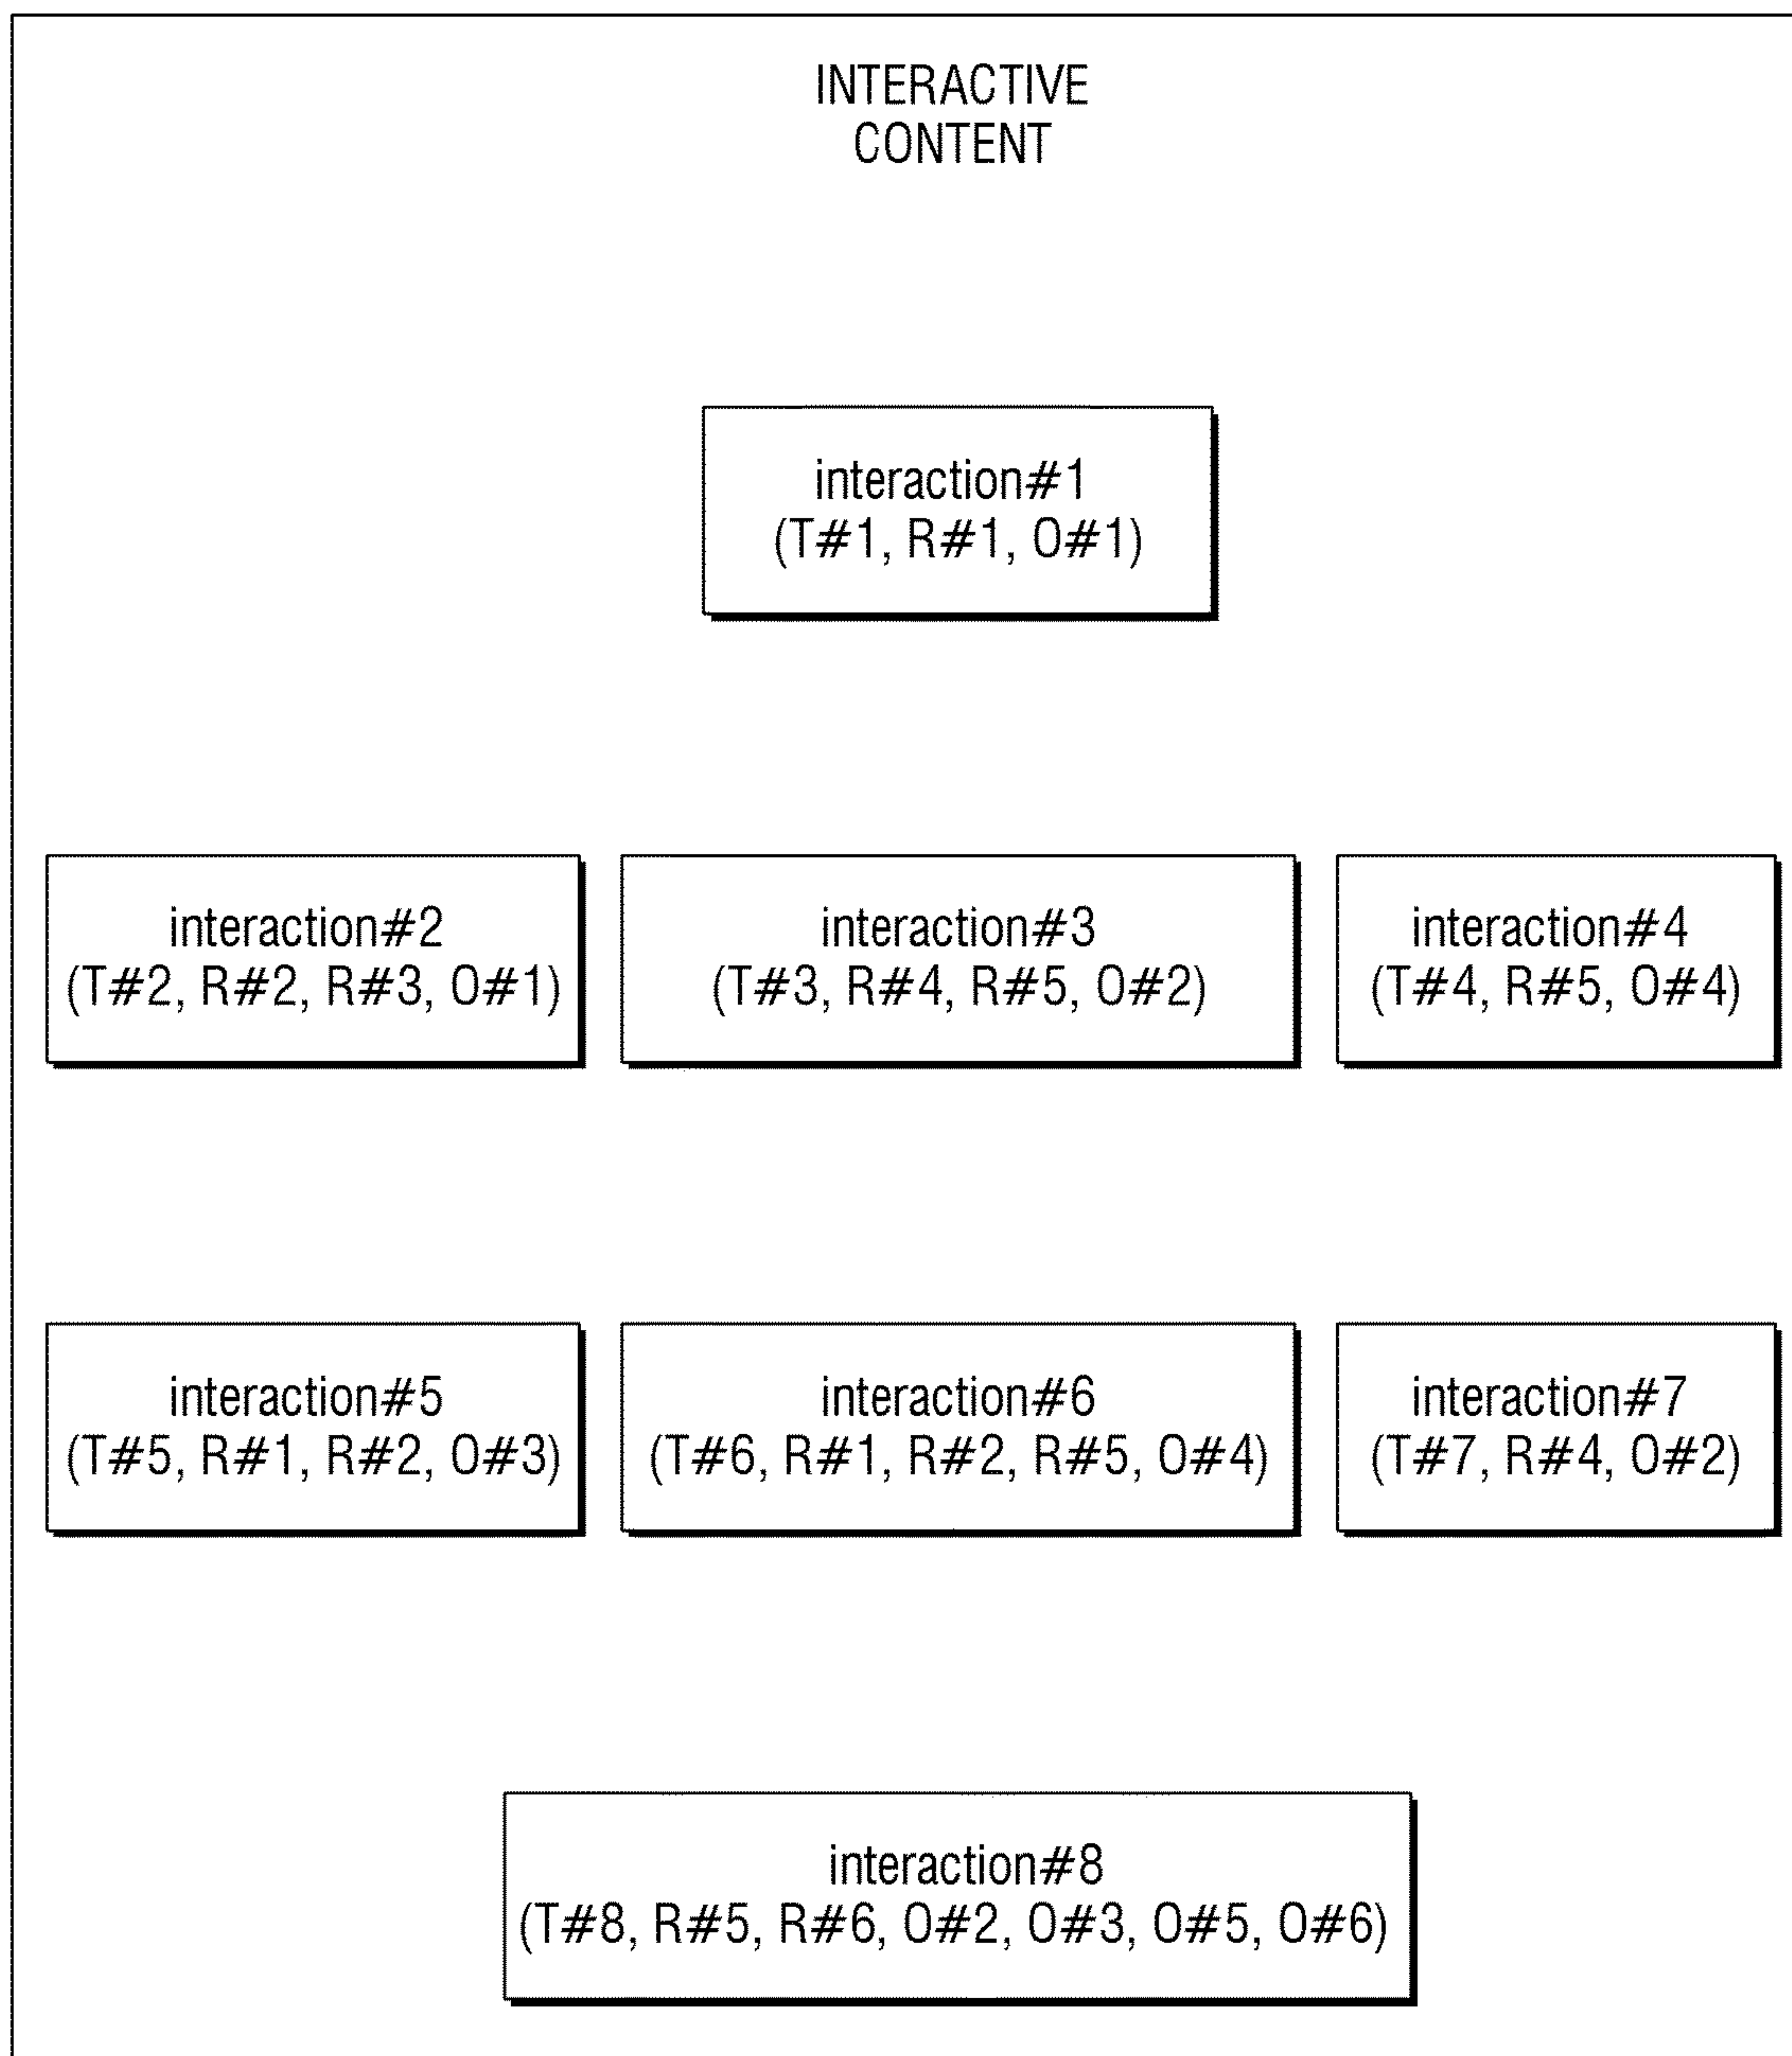 INTERACTIVE
CONTENT
interaction#1
(T#1, R#1, O#1)
interaction#2
(T#2, R#2, R#3, O#1)
interaction#3
(T#3, R#4, R#5, O#2)
interaction#4
(T#4, R#5, O#4)
interaction#5
(T#5, R#1, R#2, O#3)
interaction#6
(T#6, R#1, R#2, R#5, O#4)
interaction#7
(T#7, R#4, O#2)
interaction#8
(T#8, R#5, R#6, O#2, O#3, O#5, O#6)